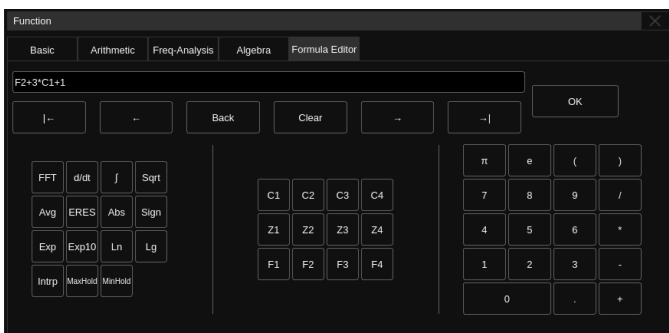 Function
Basic Arithmetic Freq-Analysis Algebra Formula Editor
F2+3*C1+1
OK
|← ← Back Clear → →|
π e ( )
FFT d/dt ∫ Sqrt
C1 C2 C3 C4
7 8 9 /
Avg ERES Abs Sign
Z1 Z2 Z3 Z4
4 5 6 *
Exp Exp10 Ln Lg
F1 F2 F3 F4
1 2 3 -
Intrp MaxHold MinHold
0 . +